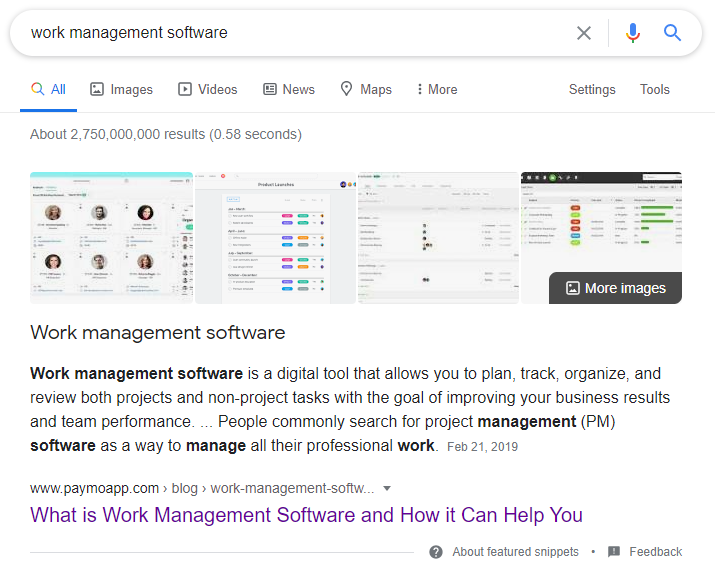 work management software
All Images Videos News Maps More Settings Tools
About 2,750,000,000 results (0.58 seconds)
Product Launches
More images
Work management software
Work management software is a digital tool that allows you to plan, track, organize, and
review both projects and non-project tasks with the goal of improving your business results
and team performance. ... People commonly search for project management (PM)
software as a way to manage all their professional work. Feb 21, 2019
www.paymoapp.com › blog › work-management-softw...
What is Work Management Software and How it Can Help You
About featured snippets • Feedback